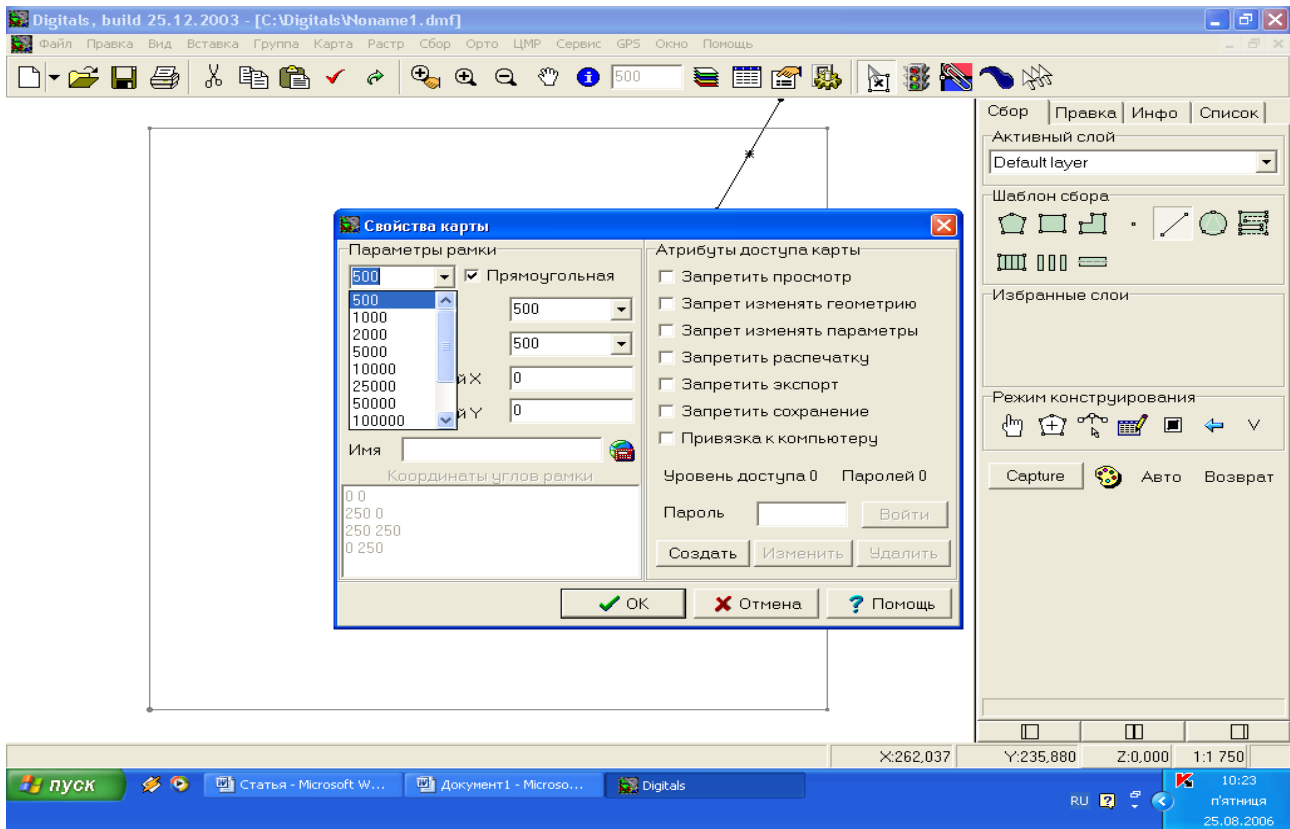 Digitals, build 25.12.2003 - [C:\Digitals\Noname1.dmf]
Файл Правка Вид Вставка Группа Карта Растр Сбор Орто ЦМР Сервис GPS Окно Помощь
500
Сбор Правка Инфо Список
Активный слой
Default layer
Шаблон сбора
Избранные слои
Режим конструирования
Capture Авто Возврат
Свойства карты
Параметры рамки
500 Прямоугольная
500
1000
2000
5000
10000
25000
50000
100000
500
500
й X 0
й Y 0
Имя
Координаты углов рамки
0 0
250 0
250 250
0 250
Атрибуты доступа карты
Запретить просмотр
Запрет изменять геометрию
Запрет изменять параметры
Запретить распечатку
Запретить экспорт
Запретить сохранение
Привязка к компьютеру
Уровень доступа 0 Паролей 0
Пароль Войти
Создать Изменить Удалить
OK Отмена Помощь
X:262,037 Y:235,880 Z:0,000 1:1 750
пуск Статья - Microsoft W... Документ1 - Microso... Digitals
RU 10:23
п'ятниця
25.08.2006